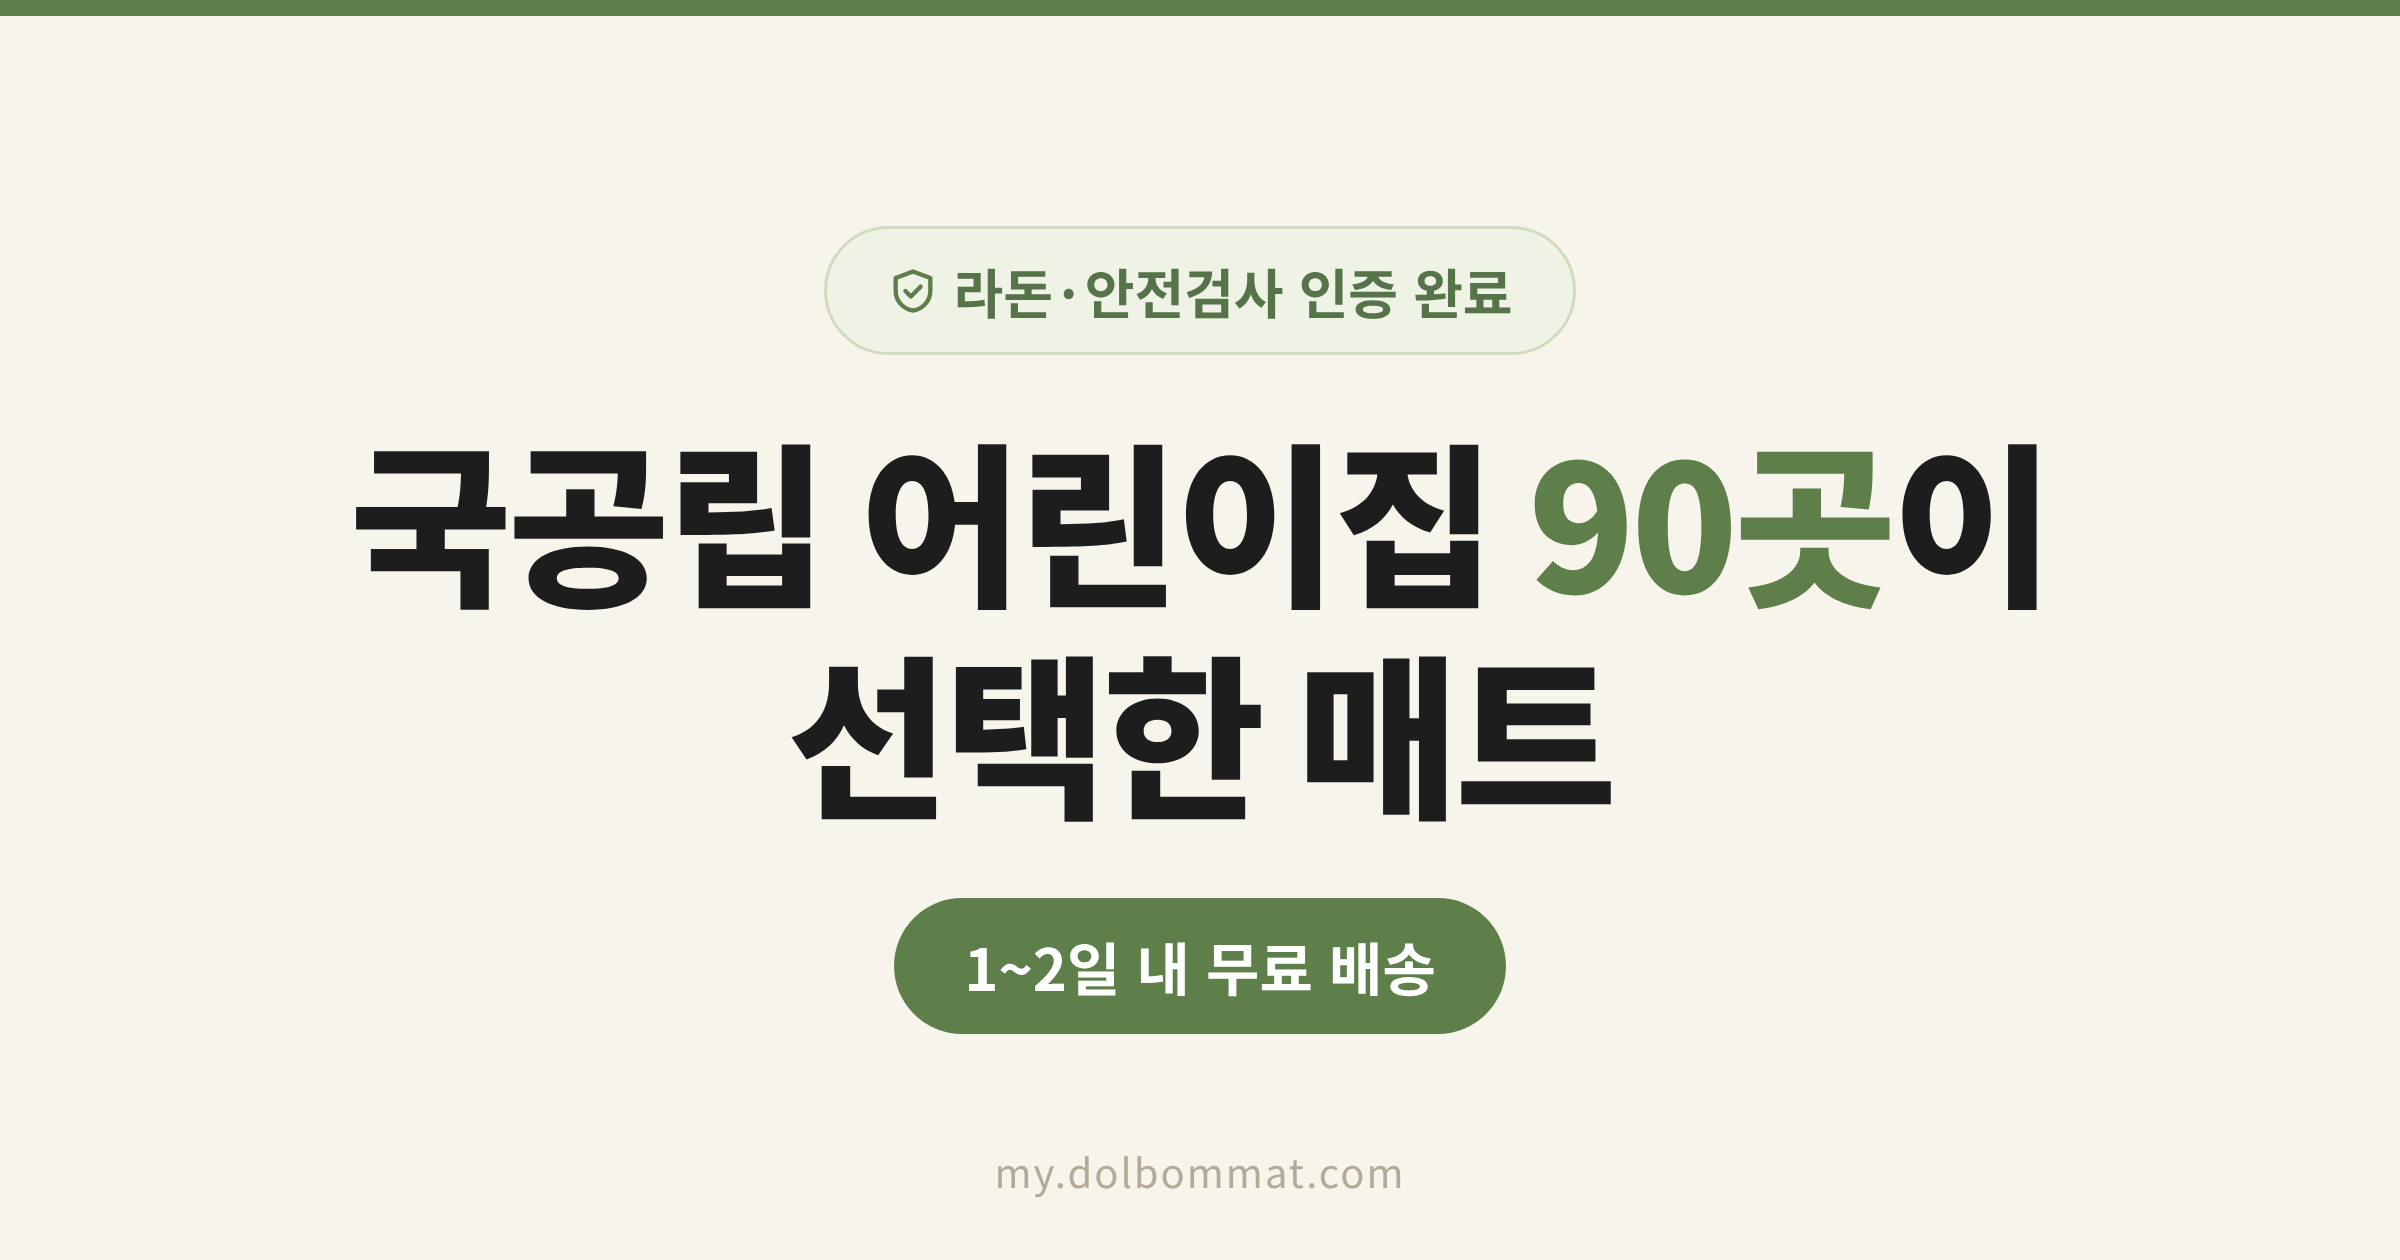 라돈·안전검사 인증 완료
국공립 어린이집 90곳이
선택한 매트
1~2일 내 무료 배송
my.dolbommat.com